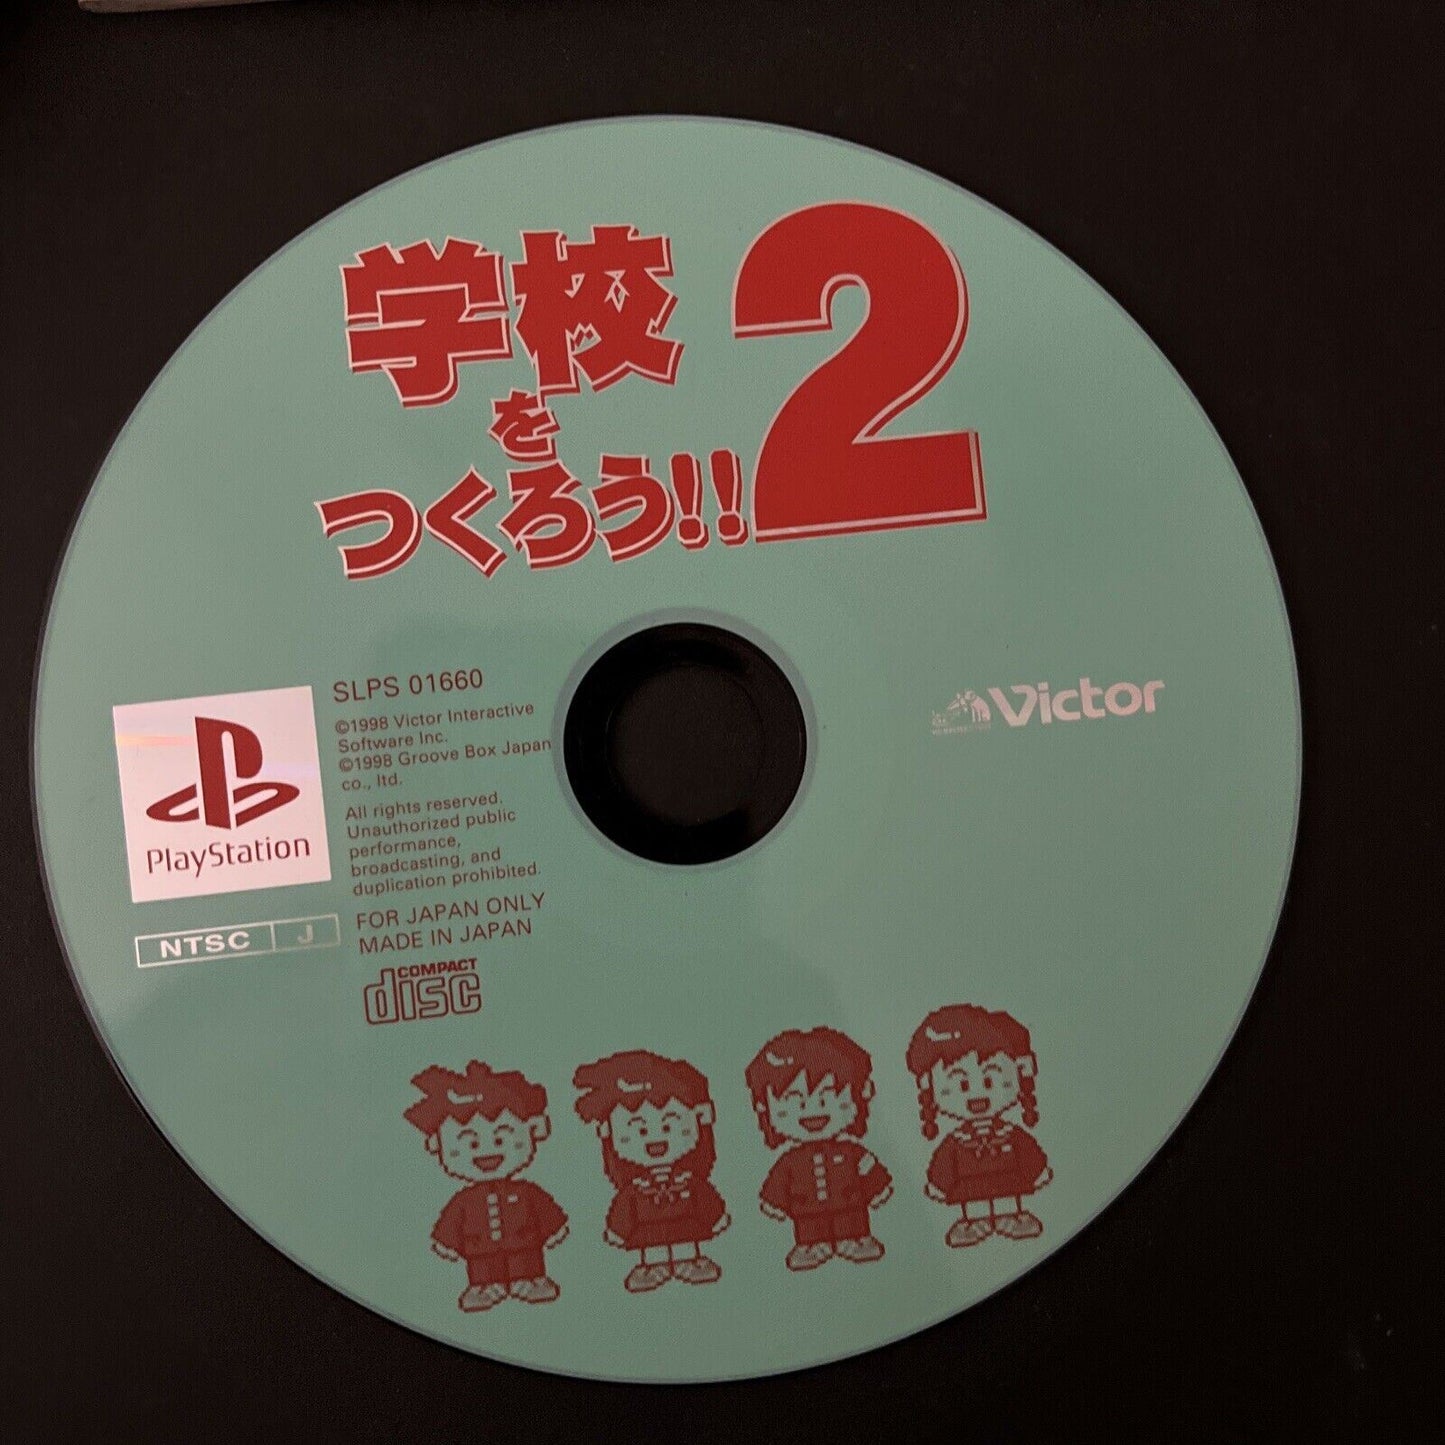 学校
を
つくろう!!
2
SLPS 01660
©1998 Victor Interactive
Software Inc.
©1998 Groove Box Japan
co., ltd.
All rights reserved.
Unauthorized public
performance,
broadcasting, and
duplication prohibited.
FOR JAPAN ONLY
MADE IN JAPAN
COMPACT
disc
PlayStation
NTSC J
Victor